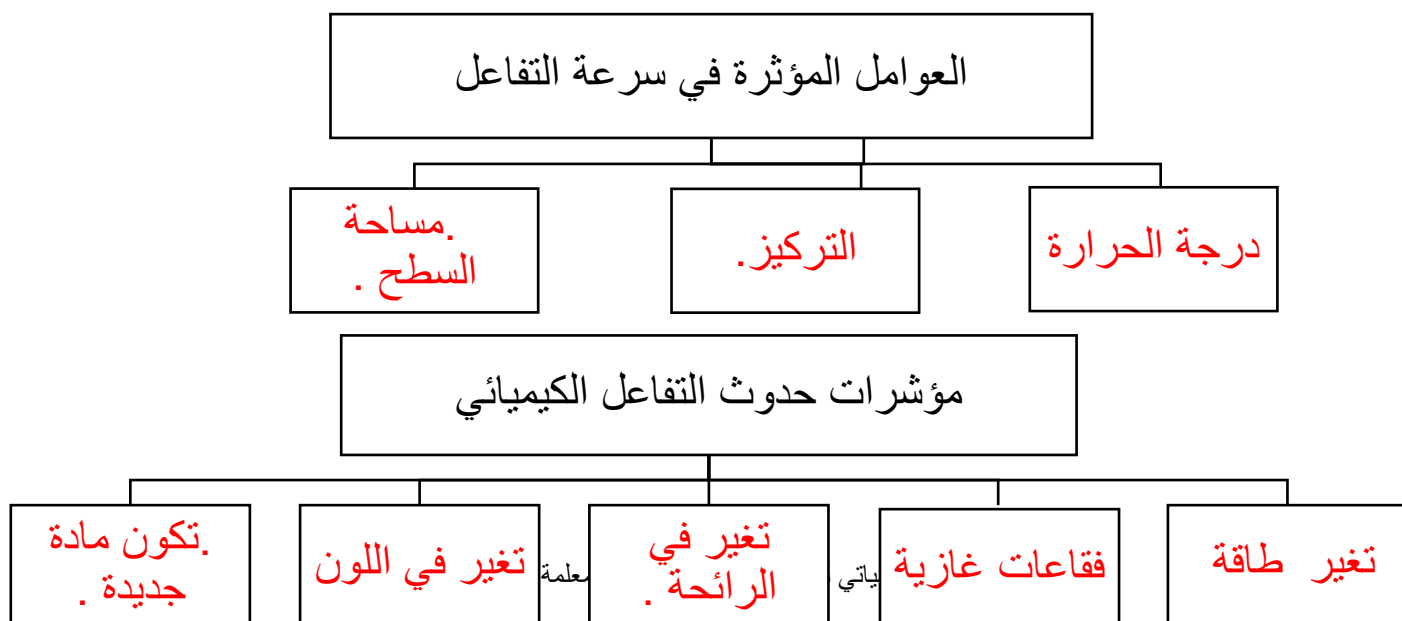 العوامل المؤثرة في سرعة التفاعل
درجة الحرارة
التركيز.
.مساحة
السطح .
مؤشرات حدوث التفاعل الكيميائي
تغير طاقة
فقاعات غازية
تغير في
الرائحة .
تغير في اللون
.تكون مادة
جديدة .